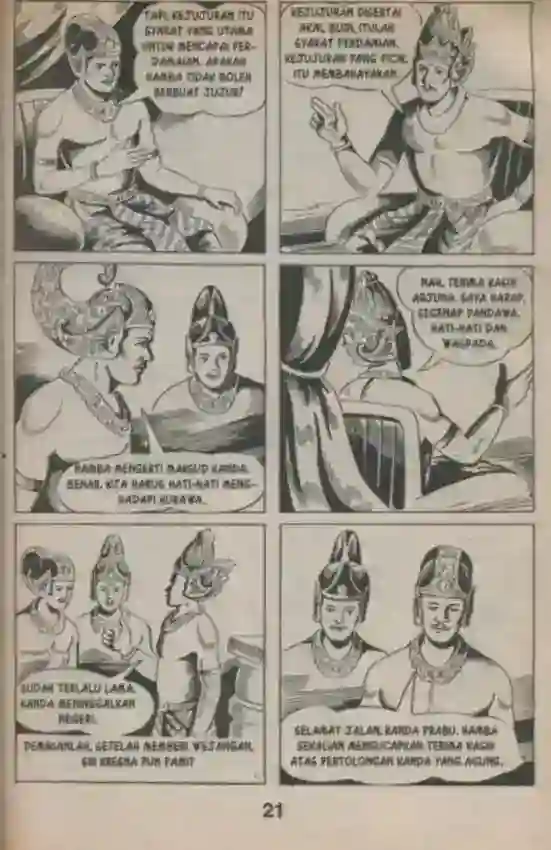 TAPI, KEJUJURAN ITU
SYARAT YANG UTAMA
UNTUK MENCAPAI PER-
DAMAIAN. APAKAH
HAMBA TIDAK BOLEH
BERBUAT JUJUR?
KEJUJURAN DISERTAI
AKAL BUDI, ITULAH
SYARAT PERDAMAIAN.
KEJUJURAN YANG PICIK,
ITU MEMBAHAYAKAN.
HAMBA MENGERTI MAKSUD KANDA.
BENAR, KITA HARUS HATI-HATI MENG-
HADAPI KURAWA.
NAH, TERIMA KASIH
ARJUNA. SAYA HARAP,
SEGENAP PANDAWA,
HATI-HATI DAN
WASPADA.
SUDAH TERLALU LAMA,
KANDA MENINGGALKAN
NEGERI.
DEMIKIANLAH, SETELAH MEMBERI WEJANGAN,
SRI KRESNA PUN PAMIT
SELAMAT JALAN, KANDA PRABU. HAMBA
SEKALIAN MENGUCAPKAN TERIMA KASIH
ATAS PERTOLONGAN KANDA YANG AGUNG.
21